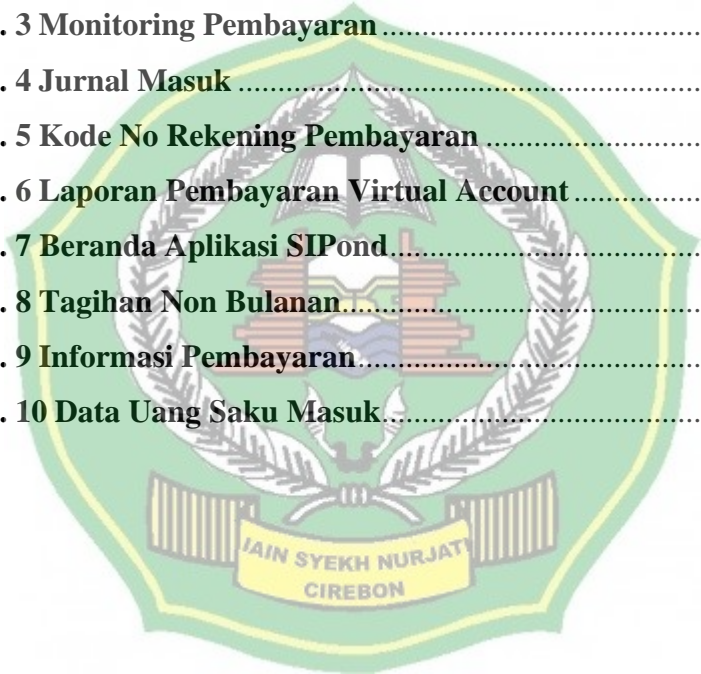 . 3 Monitoring Pembayaran ........................................
. 4 Jurnal Masuk ........................................................
. 5 Kode No Rekening Pembayaran ...........................
. 6 Laporan Pembayaran Virtual Account ................
. 7 Beranda Aplikasi SIPond.......................................
. 8 Tagihan Non Bulanan.............................................
. 9 Informasi Pembayaran...........................................
. 10 Data Uang Saku Masuk.......................................
IAIN SYEKH NURJATI
CIREBON